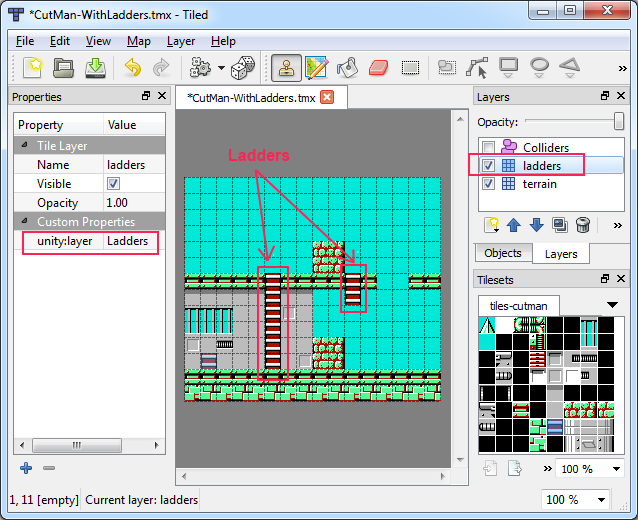 *CutMan-WithLadders.tmx - Tiled
File Edit View Map Layer Help
»
Properties
Property Value
Tile Layer
Name ladders
Visible
Opacity 1.00
Custom Properties
unity:layer Ladders
*CutMan-WithLadders.tmx
Ladders
Layers
Opacity:
Colliders
ladders
terrain
Objects Layers
Tilesets
tiles-cutman
» 100 %
1, 11 [empty] Current layer: ladders
100 %